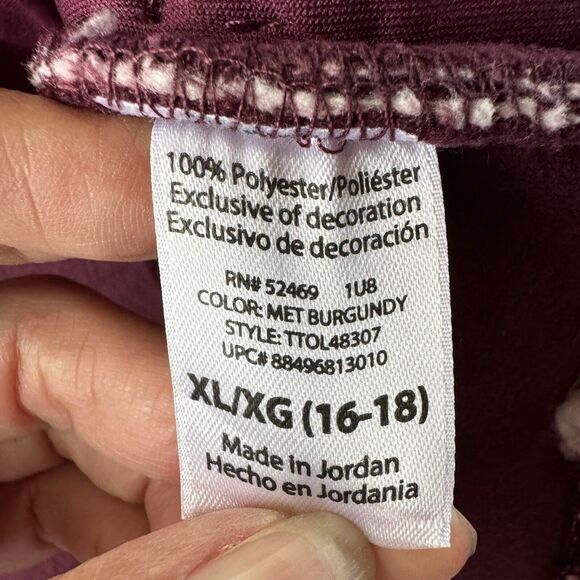 100% Polyester/Poliéster
Exclusive of decoration
Exclusivo de decoración
RN# 52469 1U8
COLOR: MET BURGUNDY
STYLE: TTOL48307
UPC# 88496813010
XL/XG (16-18)
Made in Jordan
Hecho en Jordania